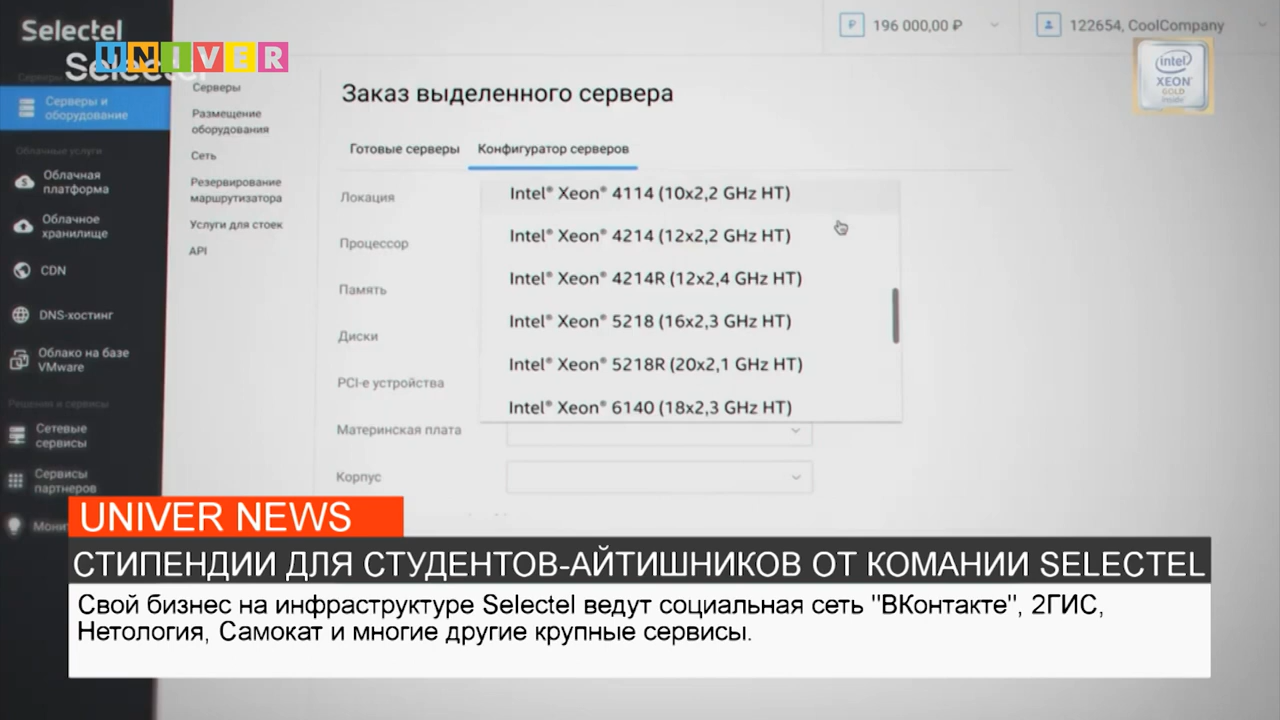 Selectel
UNIVER
196 000,00 ₽
122654, CoolCompany
intel
XEON
GOLD
inside
Серверы и
оборудование
Облачные услуги
Облачная
платформа
Облачное
хранилище
CDN
DNS-хостинг
Облако на базе
VMware
Решения и сервисы
Сетевые
сервисы
Сервисы
партнеров
Серверы
Размещение
оборудования
Сеть
Резервирование
маршрутизатора
Услуги для стоек
API
Заказ выделенного сервера
Готовые серверы
Конфигуратор серверов
Локация
Процессор
Память
Диски
PCI-е устройства
Материнская плата
Корпус
Intel® Xeon® 4114 (10x2,2 GHz HT)
Intel® Xeon® 4214 (12x2,2 GHz HT)
Intel® Xeon® 4214R (12x2,4 GHz HT)
Intel® Xeon® 5218 (16x2,3 GHz HT)
Intel® Xeon® 5218R (20x2,1 GHz HT)
Intel® Xeon® 6140 (18x2,3 GHz HT)
UNIVER NEWS
СТИПЕНДИИ ДЛЯ СТУДЕНТОВ-АЙТИШНИКОВ ОТ КОМАНИИ SELECTEL
Свой бизнес на инфраструктуре Selectel ведут социальная сеть "ВКонтакте", 2ГИС,
Нетология, Самокат и многие другие крупные сервисы.